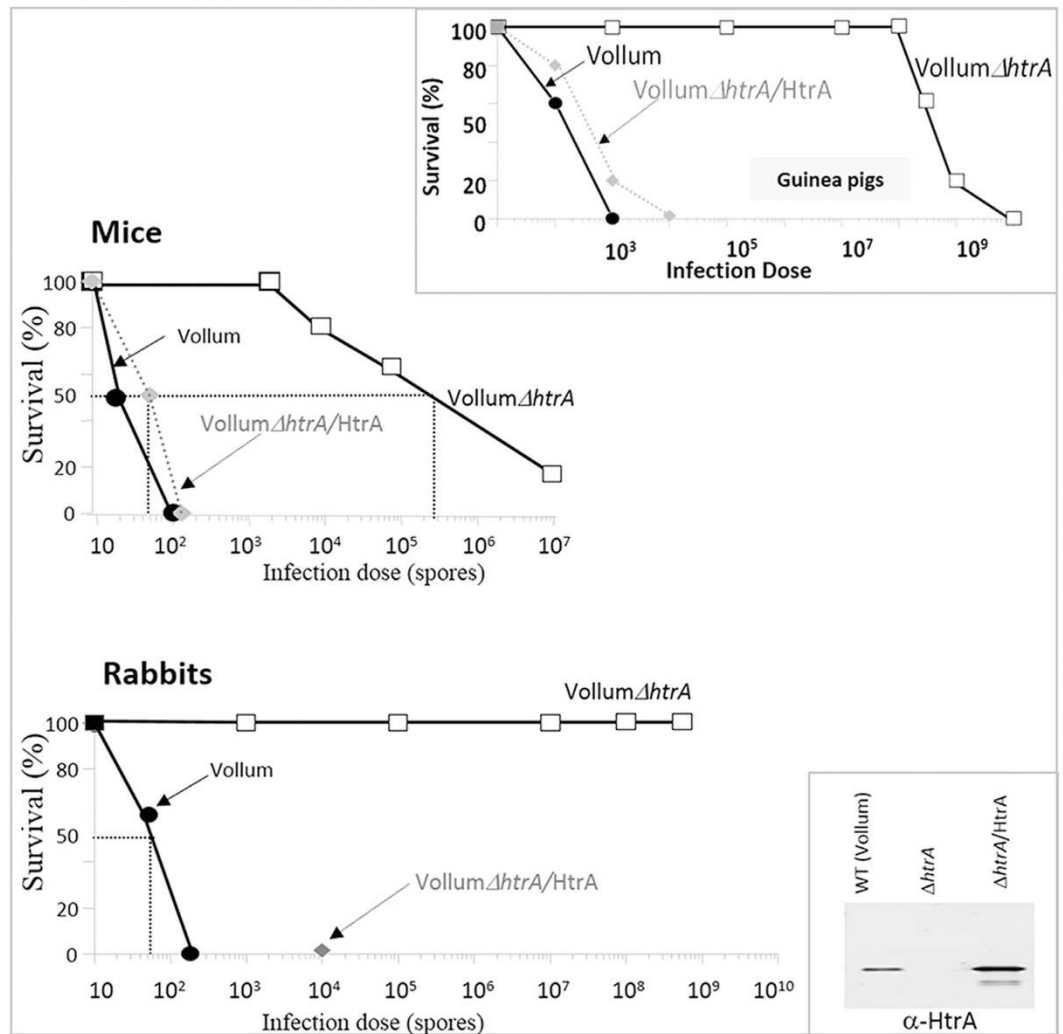 100
80
50
20
0
Survival (%)
Vollum
VollumΔhtrA/HtrA
VollumΔhtrA
Guinea pigs
10³
10⁵
10⁷
10⁹
Infection Dose
Mice
100
80
50
20
0
Survival (%)
Vollum
VollumΔhtrA
VollumΔhtrA/HtrA
10
10²
10³
10⁴
10⁵
10⁶
10⁷
Infection dose (spores)
Rabbits
100
80
50
20
0
Survival (%)
VollumΔhtrA
Vollum
VollumΔhtrA/HtrA
10
10²
10³
10⁴
10⁵
10⁶
10⁷
10⁸
10⁹
10¹⁰
Infection dose (spores)
WT (Vollum)
ΔhtrA
ΔhtrA/HtrA
α-HtrA